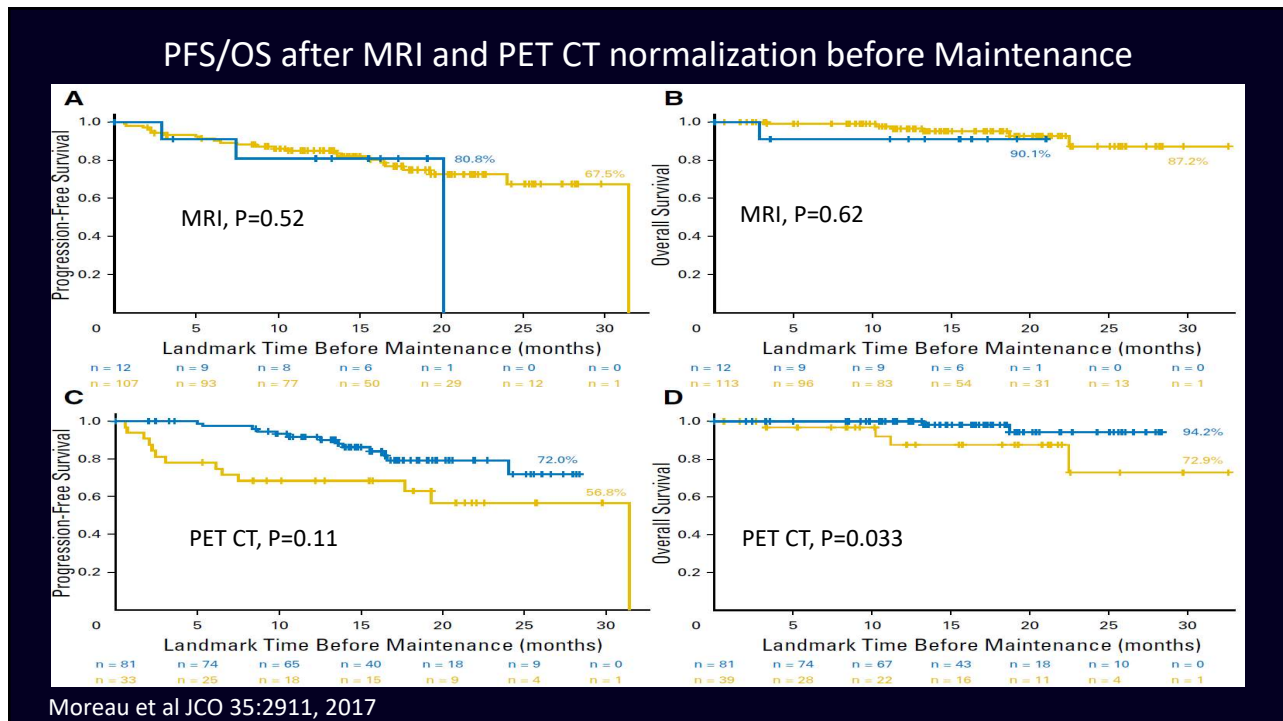 PFS/OS after MRI and PET CT normalization before Maintenance
A
Progression-Free Survival
1.0
0.8
0.6
0.4
0.2
80.8%
67.5%
MRI, P=0.52
0 5 10 15 20 25 30
Landmark Time Before Maintenance (months)
n = 12 n = 9 n = 8 n = 6 n = 1 n = 0 n = 0
n = 107 n = 93 n = 77 n = 50 n = 29 n = 12 n = 1
B
Overall Survival
1.0
0.8
0.6
0.4
0.2
90.1%
87.2%
MRI, P=0.62
0 5 10 15 20 25 30
Landmark Time Before Maintenance (months)
n = 12 n = 9 n = 9 n = 6 n = 1 n = 0 n = 0
n = 113 n = 96 n = 83 n = 54 n = 31 n = 13 n = 1
C
Progression-Free Survival
1.0
0.8
0.6
0.4
0.2
72.0%
56.8%
PET CT, P=0.11
0 5 10 15 20 25 30
Landmark Time Before Maintenance (months)
n = 81 n = 74 n = 65 n = 40 n = 18 n = 9 n = 0
n = 33 n = 25 n = 18 n = 15 n = 9 n = 4 n = 1
D
Overall Survival
1.0
0.8
0.6
0.4
0.2
94.2%
72.9%
PET CT, P=0.033
0 5 10 15 20 25 30
Landmark Time Before Maintenance (months)
n = 81 n = 74 n = 67 n = 43 n = 18 n = 10 n = 0
n = 39 n = 28 n = 22 n = 16 n = 11 n = 4 n = 1
Moreau et al JCO 35:2911, 2017